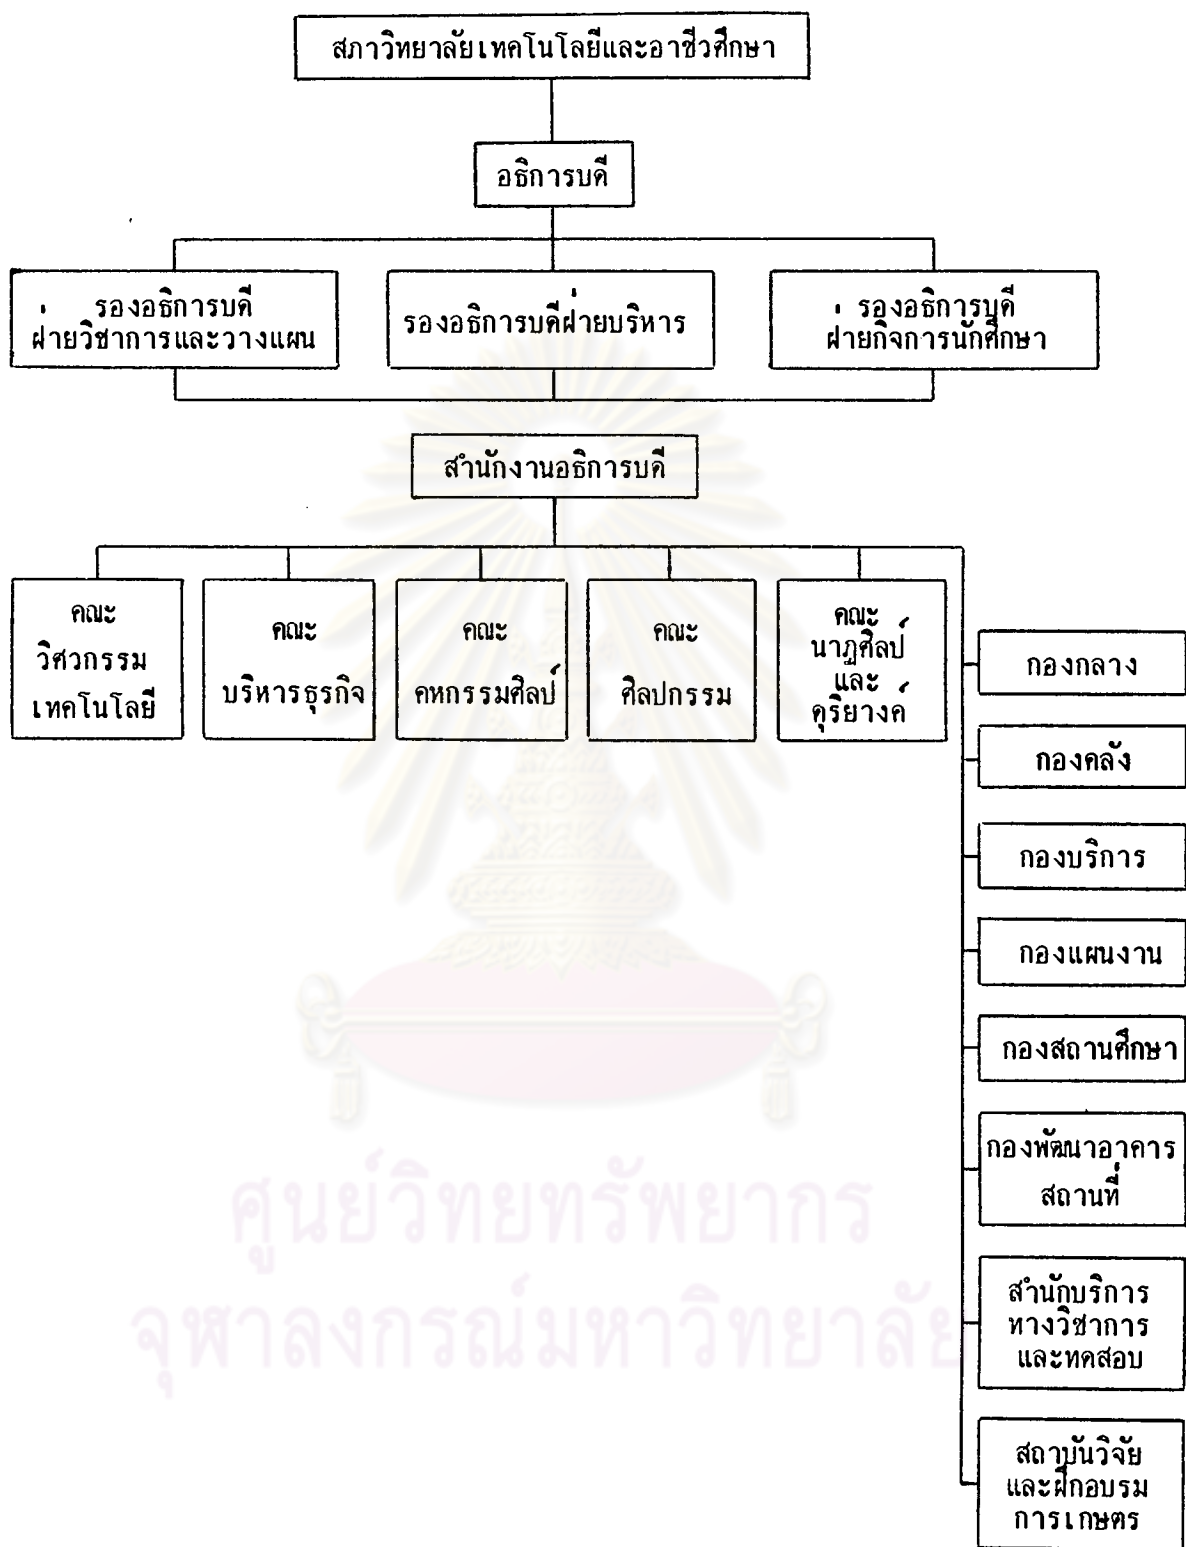 สภาวิทยาลัยเทคโนโลยีและอาชีวศึกษา
อธิการบดี
รองอธิการบดี
ฝ่ายวิชาการและวางแผน
รองอธิการบดีฝ่ายบริหาร
รองอธิการบดี
ฝ่ายกิจการนักศึกษา
สำนักงานอธิการบดี
คณะ
วิศวกรรม
เทคโนโลยี
คณะ
บริหารธุรกิจ
คณะ
คหกรรมศิลป์
คณะ
ศิลปกรรม
คณะ
นาฏศิลป์
และ
ดุริยางค์
กองกลาง
กองคลัง
กองบริการ
กองแผนงาน
กองสถานศึกษา
กองพัฒนาอาคาร
สถานที่
สำนักบริการ
ทางวิชาการ
และทดสอบ
สถาบันวิจัย
และฝึกอบรม
การเกษตร
ศูนย์วิทยทรัพยากร
จุฬาลงกรณ์มหาวิทยาลัย